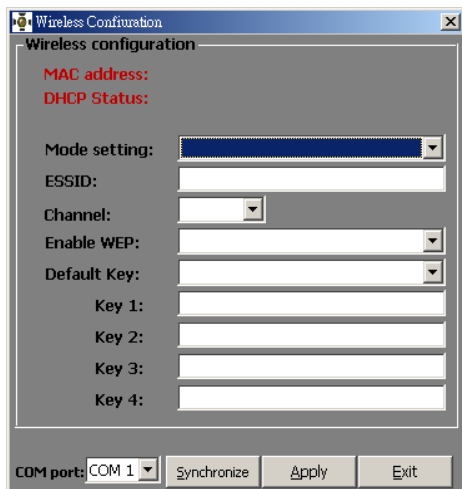 Wireless Confiuration
Wireless configuration
MAC address:
DHCP Status:
Mode setting:
ESSID:
Channel:
Enable WEP:
Default Key:
Key 1:
Key 2:
Key 3:
Key 4:
COM port: COM 1 Synchronize Apply Exit